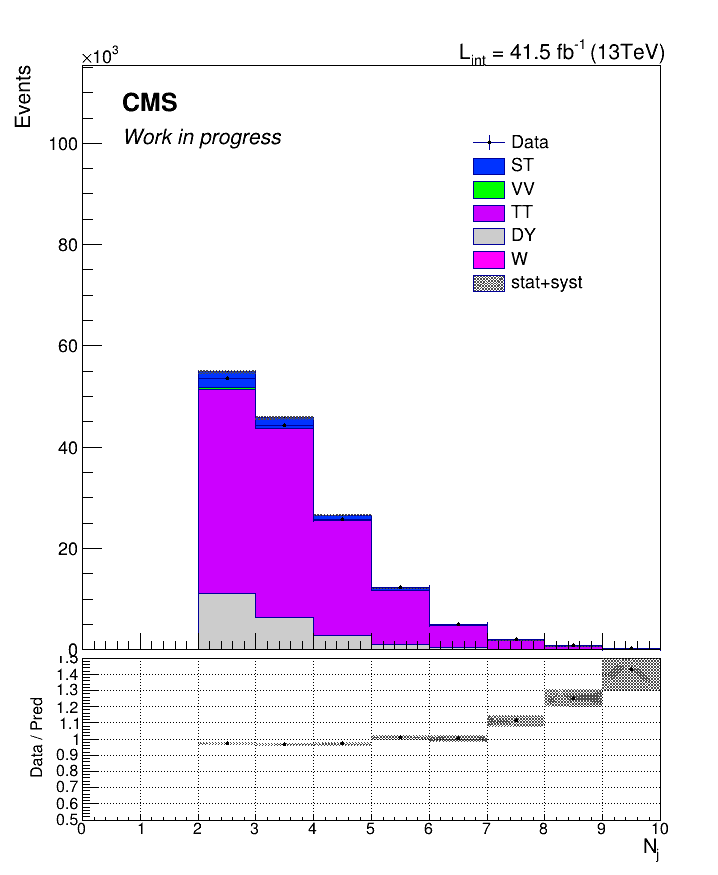 ×10³
L_int = 41.5 fb⁻¹ (13TeV)
Events
CMS
Work in progress
Data
ST
VV
TT
DY
W
stat+syst
100
80
60
40
20
0
Data / Pred
1.5
1.4
1.3
1.2
1.1
1
0.9
0.8
0.7
0.6
0.5
0 1 2 3 4 5 6 7 8 9 10
N_j